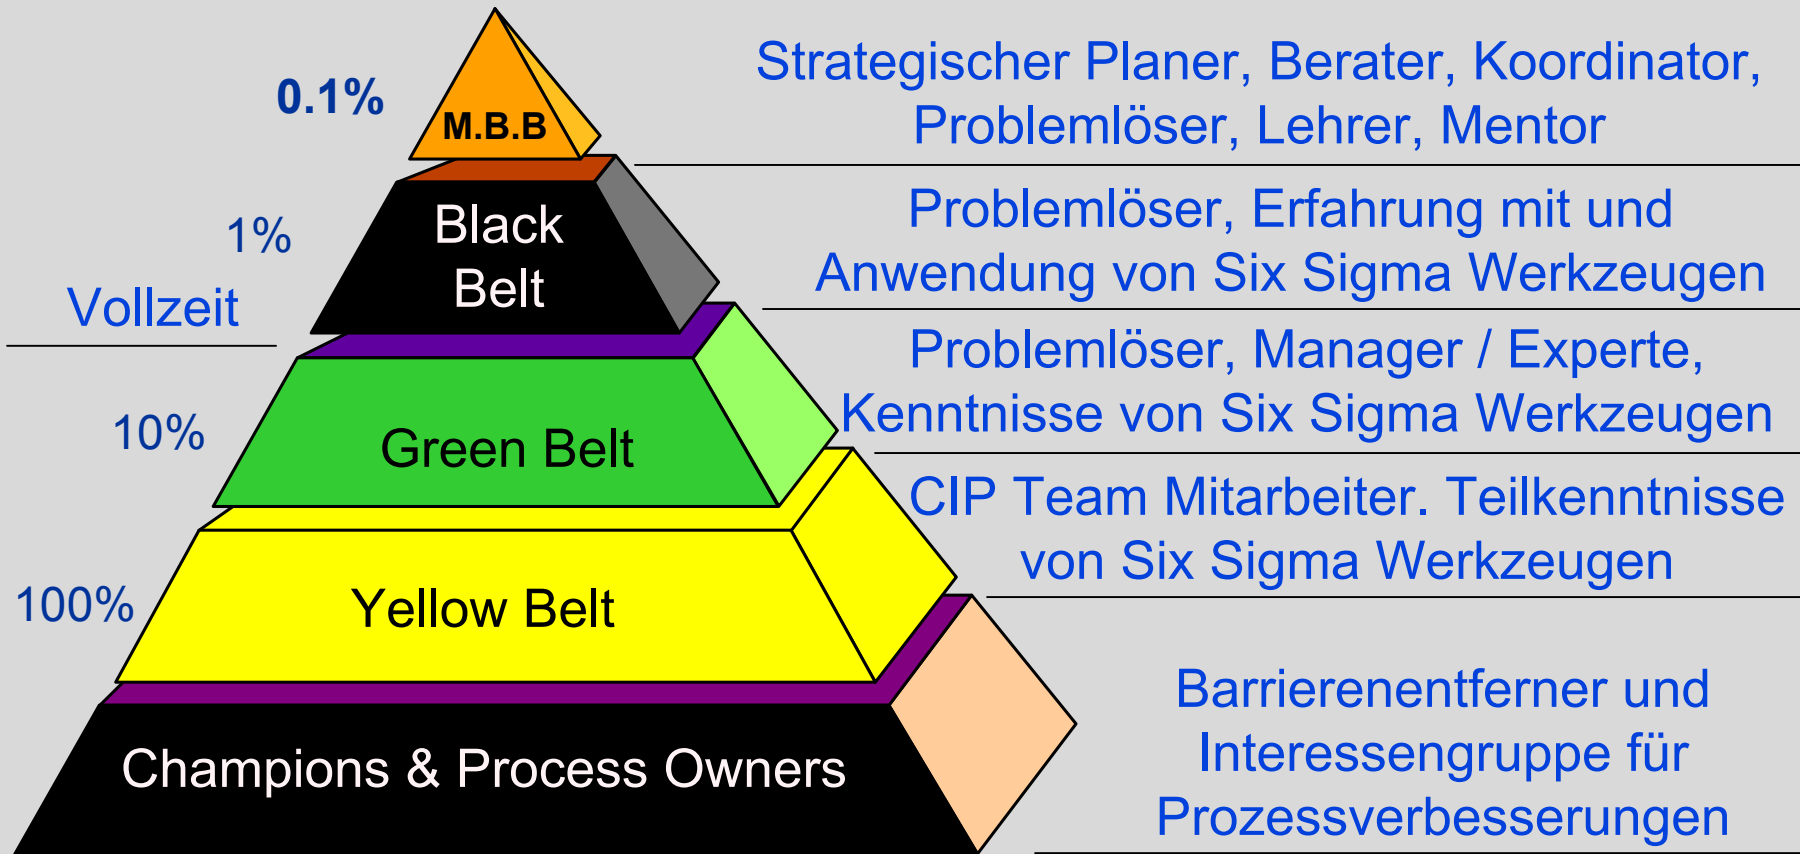 0.1%
M.B.B
Strategischer Planer, Berater, Koordinator,
Problemlöser, Lehrer, Mentor
1%
Black
Belt
Problemlöser, Erfahrung mit und
Anwendung von Six Sigma Werkzeugen
Vollzeit
10%
Green Belt
Problemlöser, Manager / Experte,
Kenntnisse von Six Sigma Werkzeugen
100%
Yellow Belt
CIP Team Mitarbeiter. Teilkenntnisse
von Six Sigma Werkzeugen
Champions & Process Owners
Barrierenentferner und
Interessengruppe für
Prozessverbesserungen